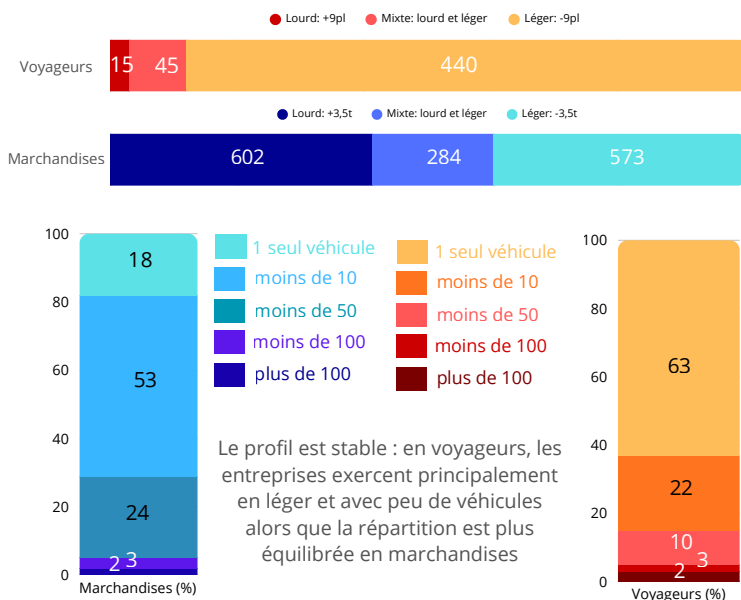 Lourd: +9pl Mixte: lourd et léger Léger: -9pl
Voyageurs 15 45 440
Lourd: +3,5t Mixte: lourd et léger Léger: -3,5t
Marchandises 602 284 573
100
80
60
40
20
0
18
53
24
2 3
Marchandises (%)
1 seul véhicule
moins de 10
moins de 50
moins de 100
plus de 100
1 seul véhicule
moins de 10
moins de 50
moins de 100
plus de 100
Le profil est stable : en voyageurs, les
entreprises exercent principalement
en léger et avec peu de véhicules
alors que la répartition est plus
équilibrée en marchandises
100
80
60
40
20
0
63
22
10
3
2
Voyageurs (%)